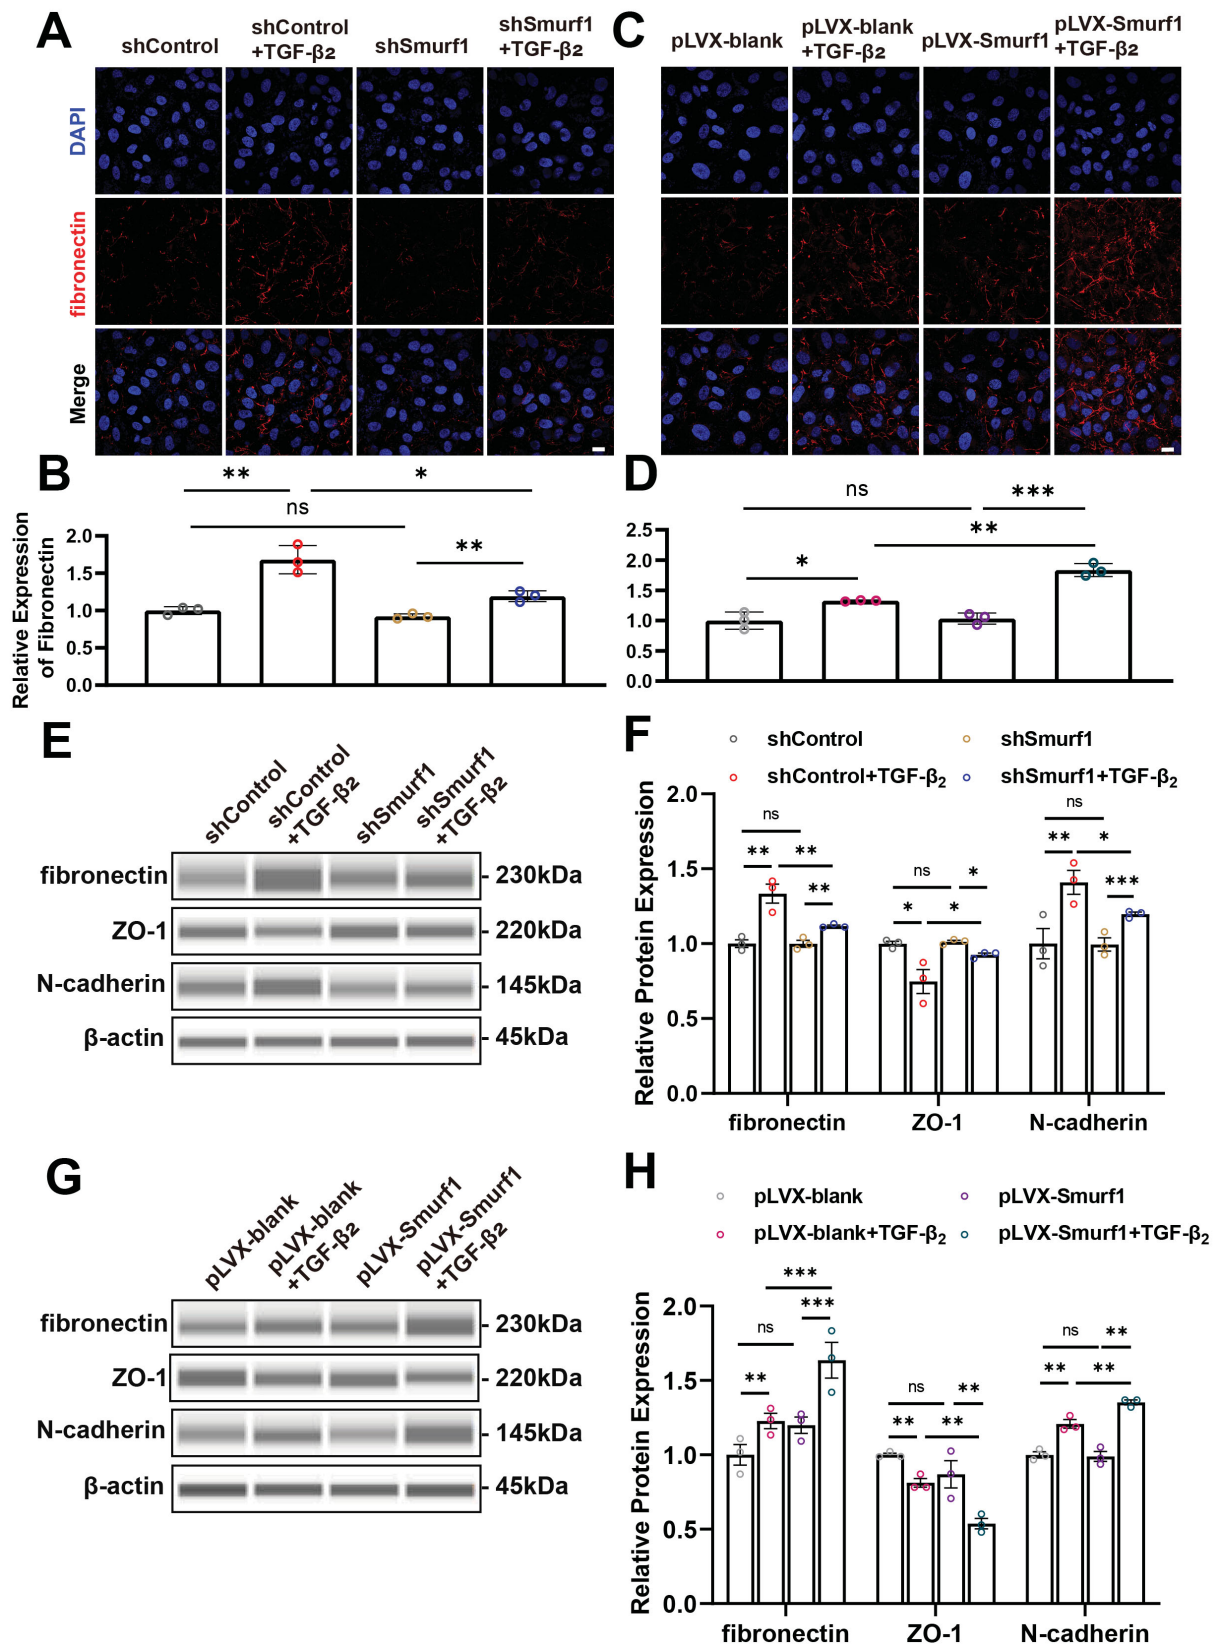 A
shControl
shControl
+TGF-β2
shSmurf1
shSmurf1
+TGF-β2
DAPI
fibronectin
Merge
C
pLVX-blank
pLVX-blank
+TGF-β2
pLVX-Smurf1
pLVX-Smurf1
+TGF-β2
B
** *
ns
**
Relative Expression
of Fibronectin
2.0
1.5
1.0
0.5
0.0
D
ns ***
**
*
2.5
2.0
1.5
1.0
0.5
0.0
E
shControl
shControl
+TGF-β2
shSmurf1
shSmurf1
+TGF-β2
fibronectin - 230kDa
ZO-1 - 220kDa
N-cadherin - 145kDa
β-actin - 45kDa
F
shControl shSmurf1
shControl+TGF-β2 shSmurf1+TGF-β2
Relative Protein Expression
2.0
1.5
1.0
0.5
0.0
ns
** **
**
ns *
* *
ns
** *
***
fibronectin ZO-1 N-cadherin
G
pLVX-blank
pLVX-blank
+TGF-β2
pLVX-Smurf1
pLVX-Smurf1
+TGF-β2
fibronectin - 230kDa
ZO-1 - 220kDa
N-cadherin - 145kDa
β-actin - 45kDa
H
pLVX-blank pLVX-Smurf1
pLVX-blank+TGF-β2 pLVX-Smurf1+TGF-β2
Relative Protein Expression
2.0
1.5
1.0
0.5
0.0
***
ns ***
**
ns **
** **
ns **
** **
fibronectin ZO-1 N-cadherin